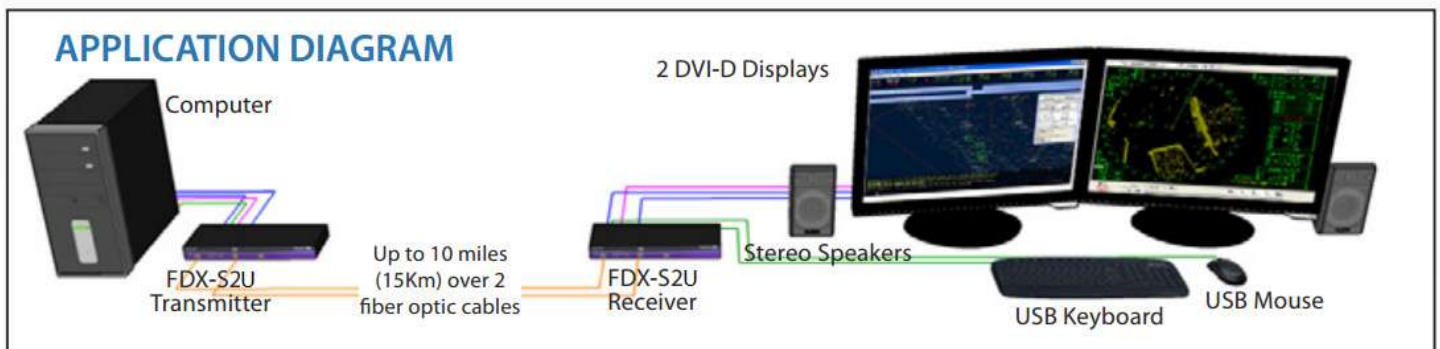 APPLICATION DIAGRAM
2 DVI-D Displays
Computer
Up to 10 miles
(15Km) over 2
fiber optic cables
FDX-S2U
Transmitter
FDX-S2U
Receiver
Stereo Speakers
USB Keyboard
USB Mouse